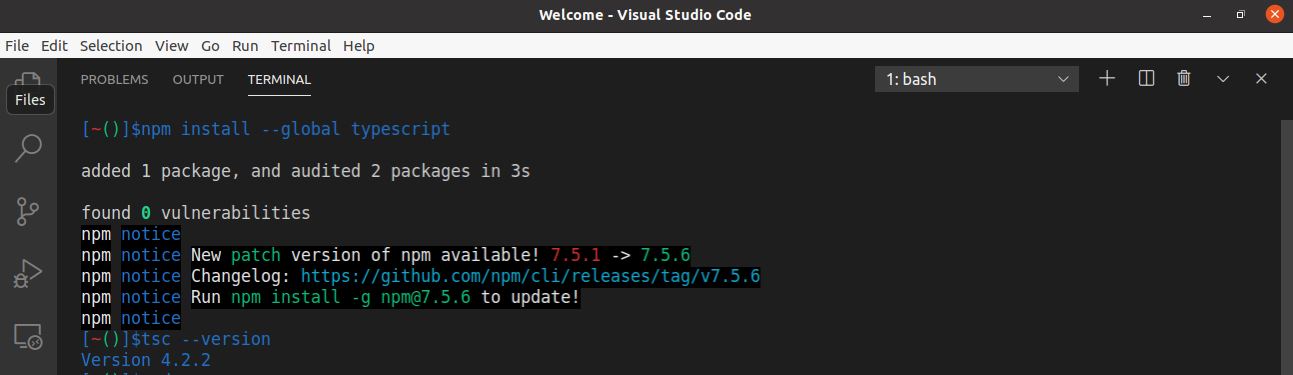 Welcome - Visual Studio Code
File Edit Selection View Go Run Terminal Help
PROBLEMS OUTPUT TERMINAL 1: bash
Files
[~()]$npm install --global typescript
added 1 package, and audited 2 packages in 3s
found 0 vulnerabilities
npm notice
npm notice New patch version of npm available! 7.5.1 -> 7.5.6
npm notice Changelog: https://github.com/npm/cli/releases/tag/v7.5.6
npm notice Run npm install -g npm@7.5.6 to update!
npm notice
[~()]$tsc --version
Version 4.2.2